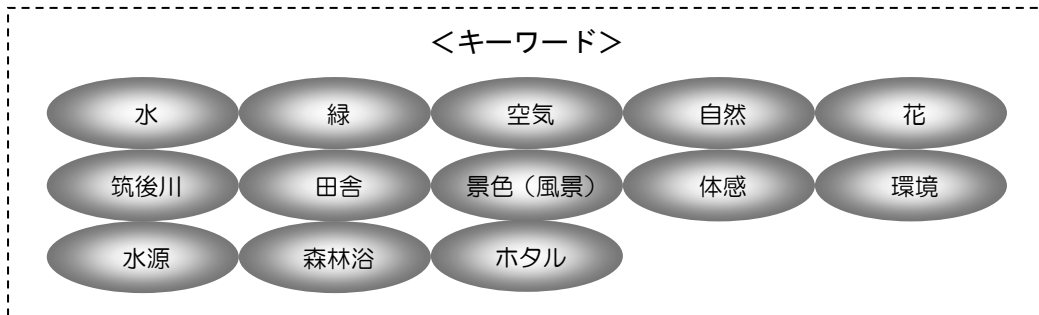 ＜キーワード＞
水 緑 空気 自然 花
筑後川 田舎 景色（風景） 体感 環境
水源 森林浴 ホタル